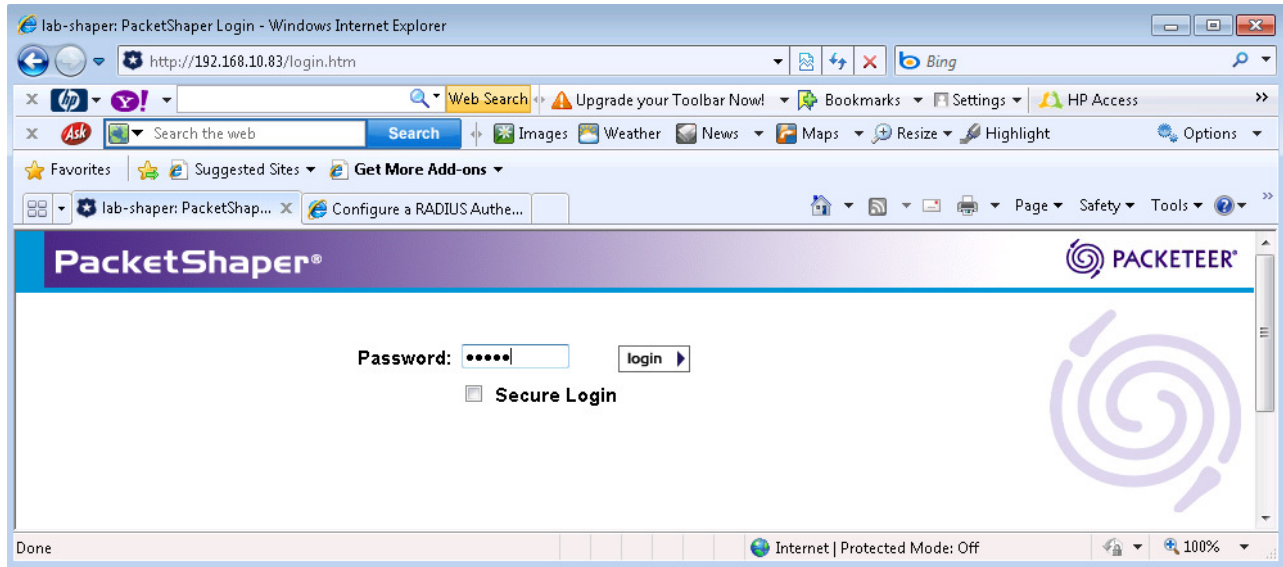 lab-shaper: PacketShaper Login - Windows Internet Explorer
http://192.168.10.83/login.htm Bing
hp Y! Web Search Upgrade your Toolbar Now! Bookmarks Settings HP Access »
Ask Search the web Search Images Weather News Maps Resize Highlight Options
Favorites Suggested Sites Get More Add-ons
lab-shaper: PacketShap... Configure a RADIUS Authe... Page Safety Tools »
PacketShaper® PACKETEER®
Password: ••••• login
Secure Login
Done Internet | Protected Mode: Off 100%